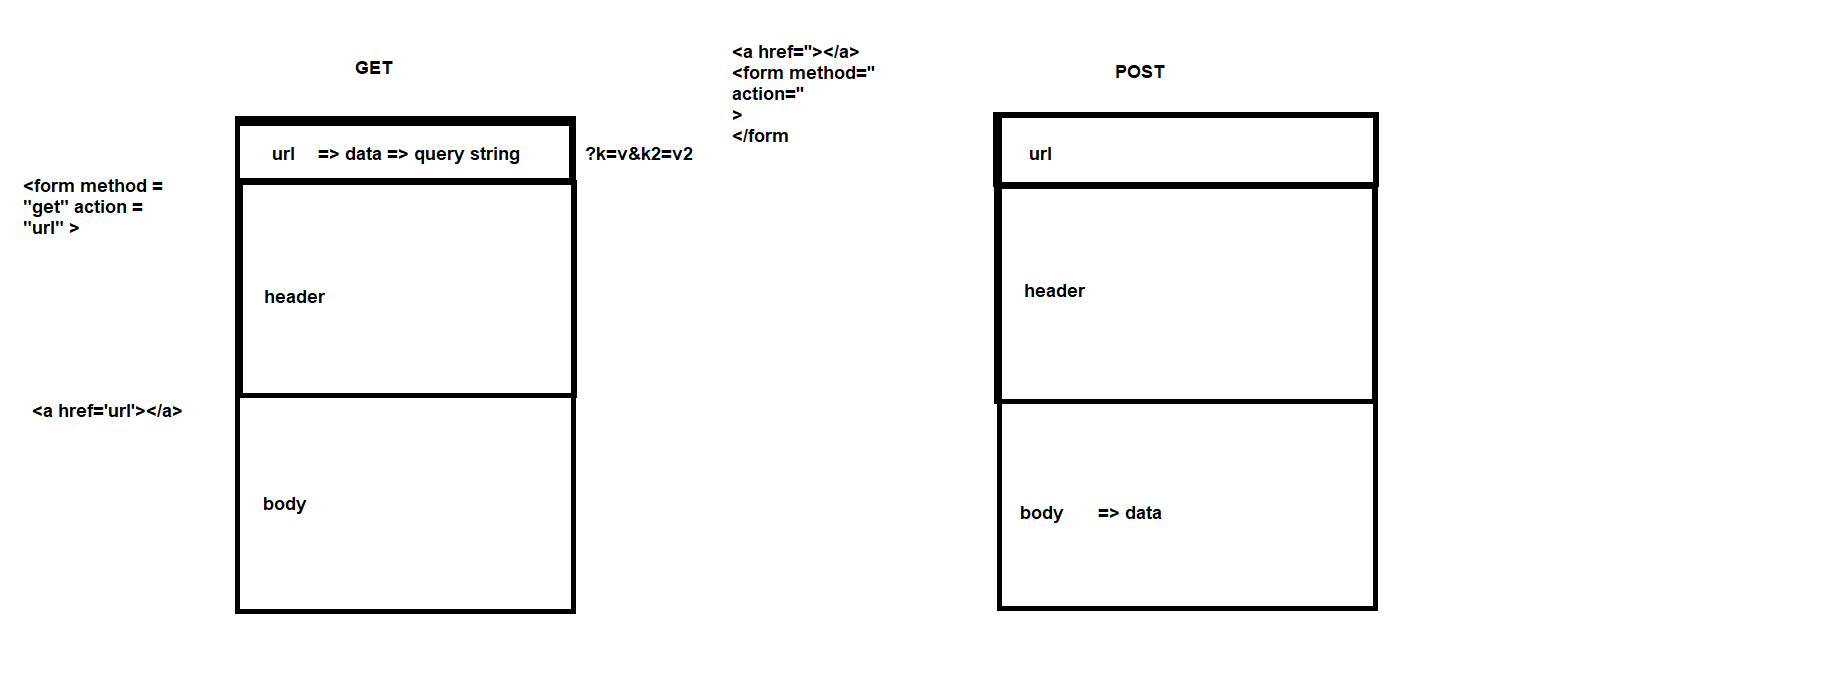 GET
url => data => query string
?k=v&k2=v2
<form method =
"get" action =
"url" >
header
<a href='url'></a>
body
<a href="></a>
<form method="
action="
>
</form
POST
url
header
body => data